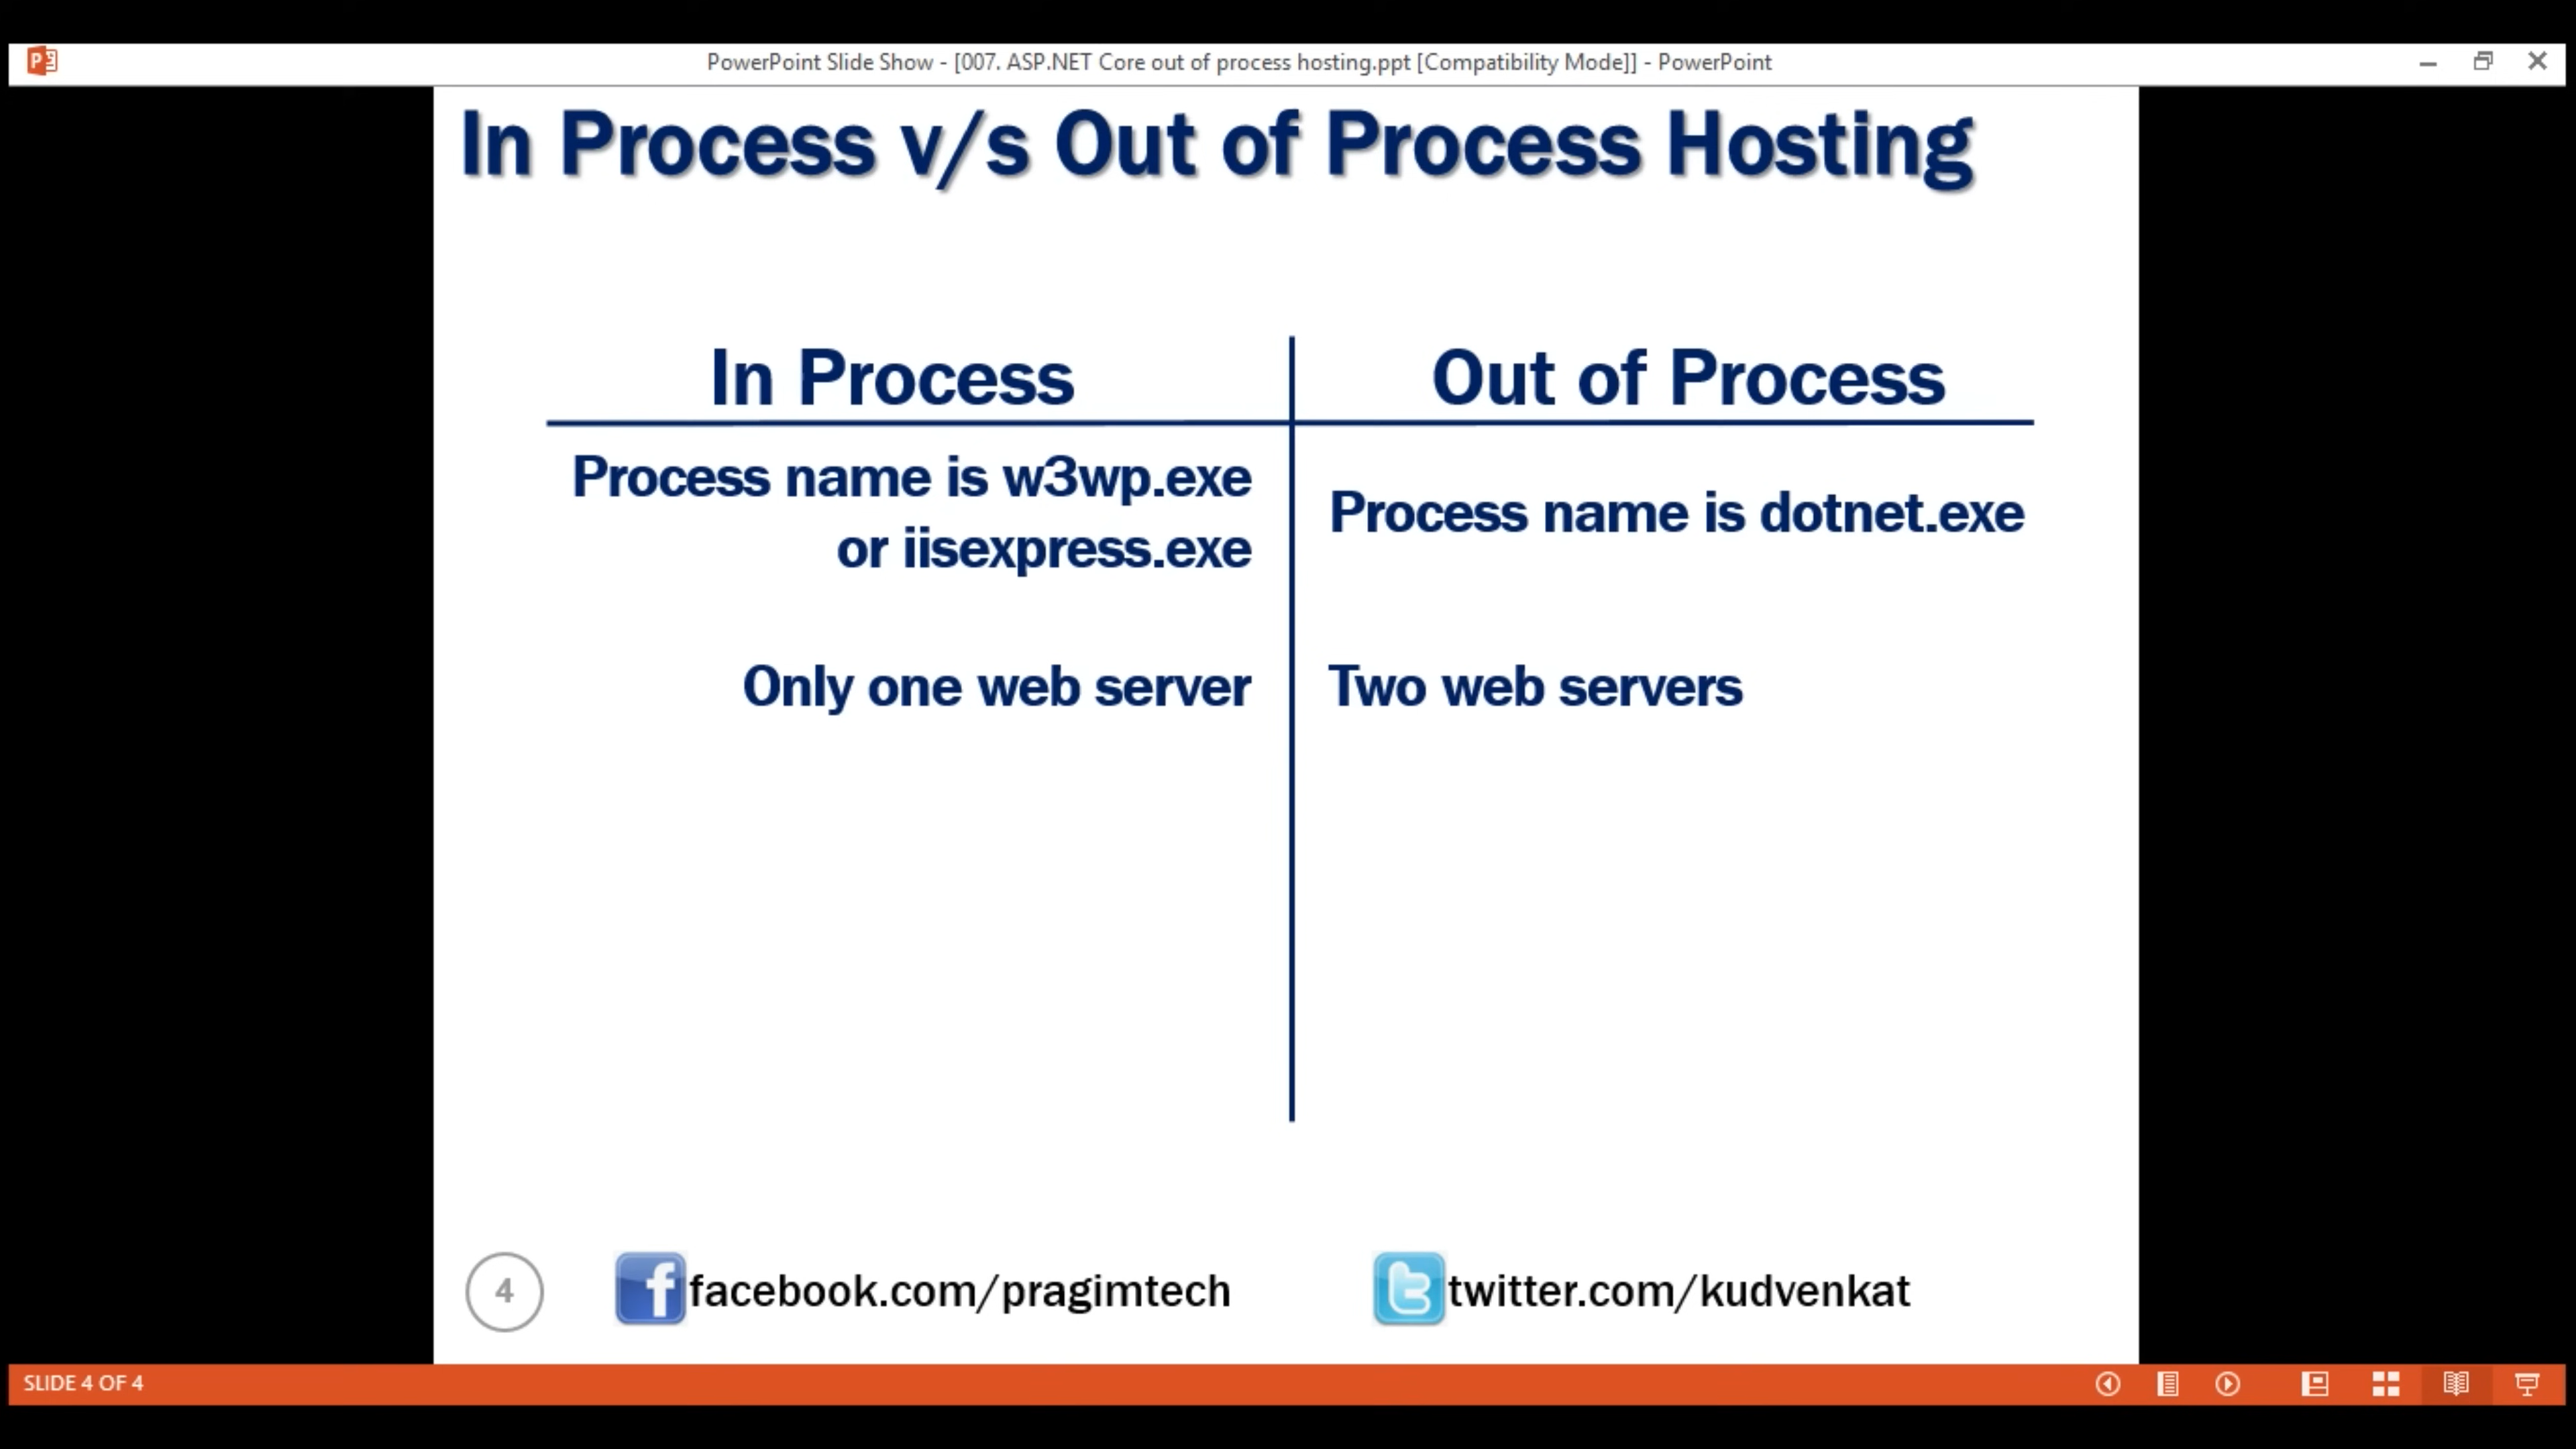 PowerPoint Slide Show - [007. ASP.NET Core out of process hosting.ppt [Compatibility Mode]] - PowerPoint
In Process v/s Out of Process Hosting
In Process
Out of Process
Process name is w3wp.exe
or iisexpress.exe
Process name is dotnet.exe
Only one web server
Two web servers
4
facebook.com/pragimtech
twitter.com/kudvenkat
SLIDE 4 OF 4